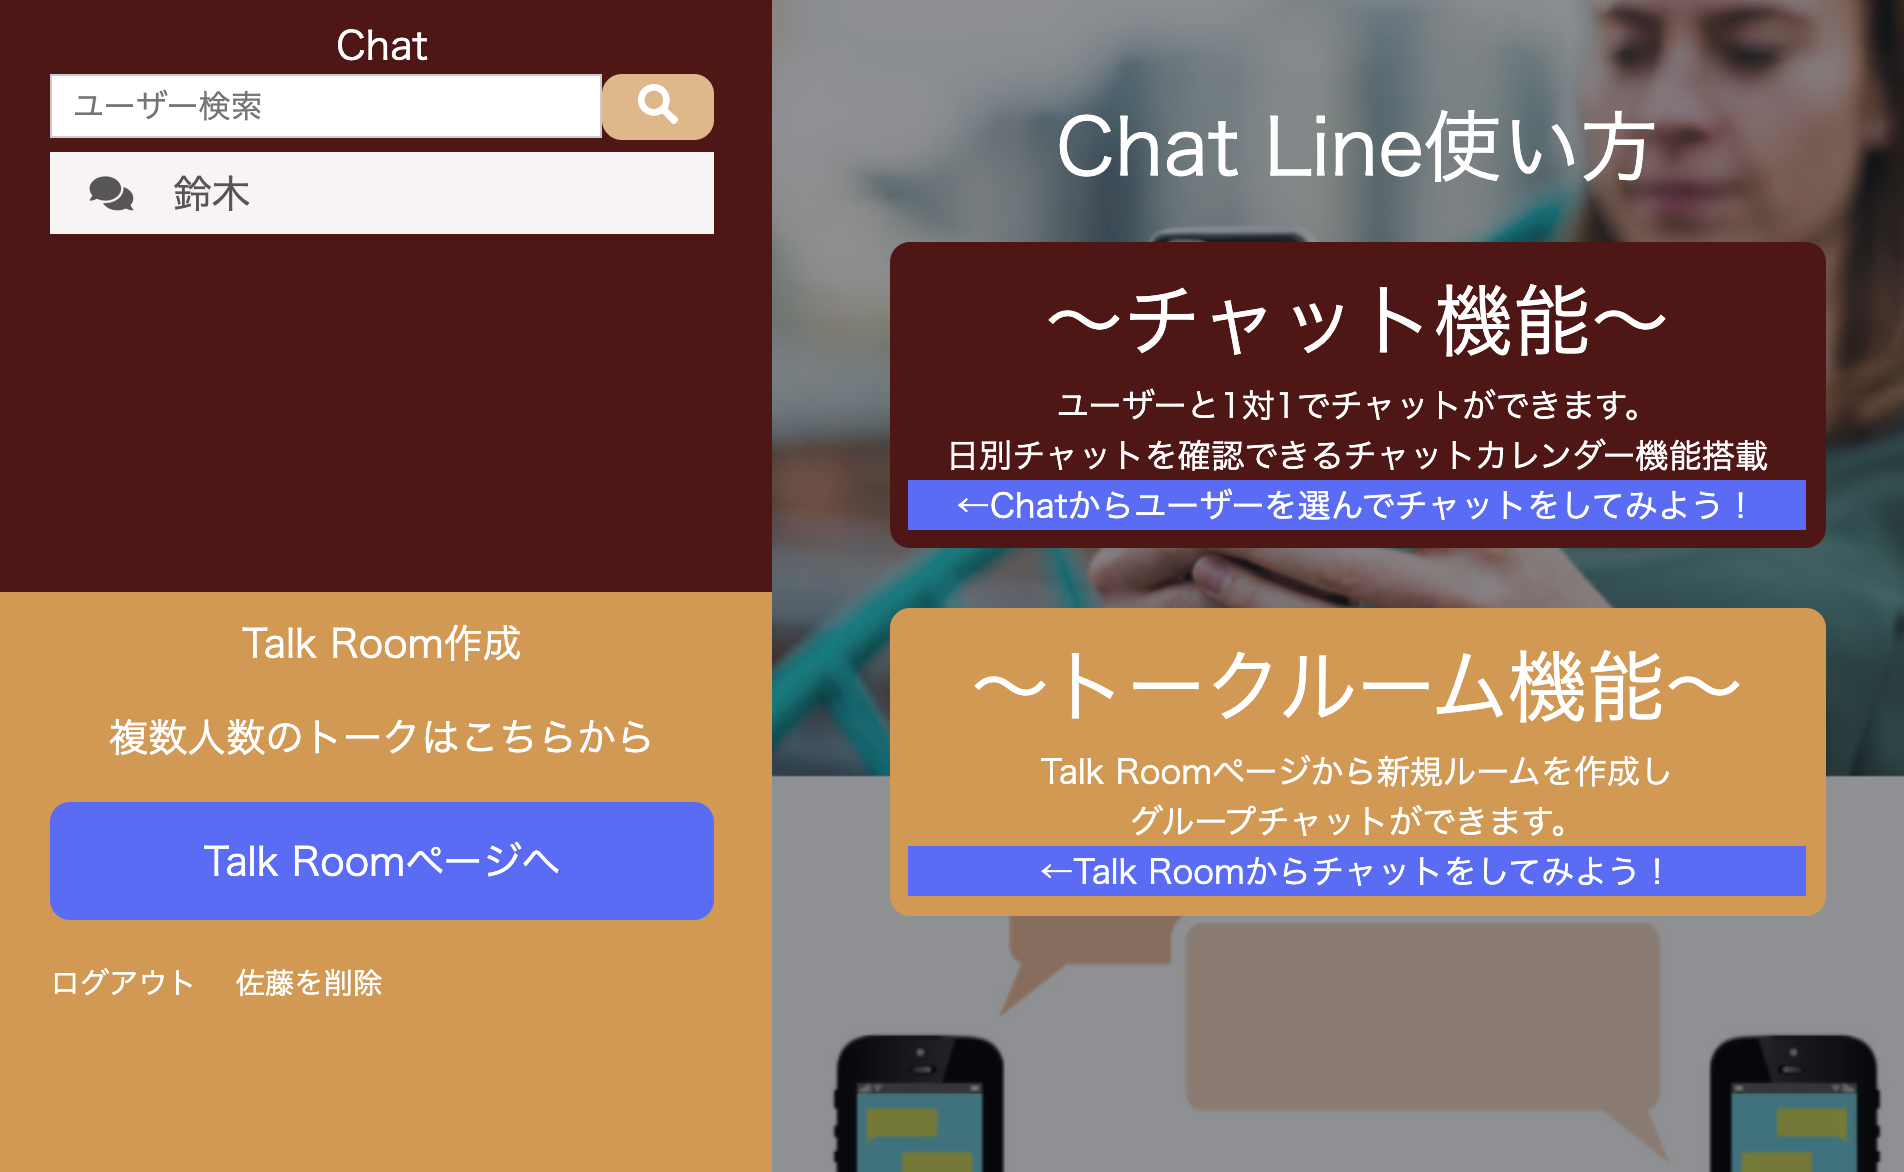 Chat
ユーザー検索
鈴木
Talk Room作成
複数人数のトークはこちらから
Talk Roomページへ
ログアウト 佐藤を削除
Chat Line使い方
〜チャット機能〜
ユーザーと1対1でチャットができます。
日別チャットを確認できるチャットカレンダー機能搭載
←Chatからユーザーを選んでチャットをしてみよう！
〜トークルーム機能〜
Talk Roomページから新規ルームを作成し
グループチャットができます。
←Talk Roomからチャットをしてみよう！